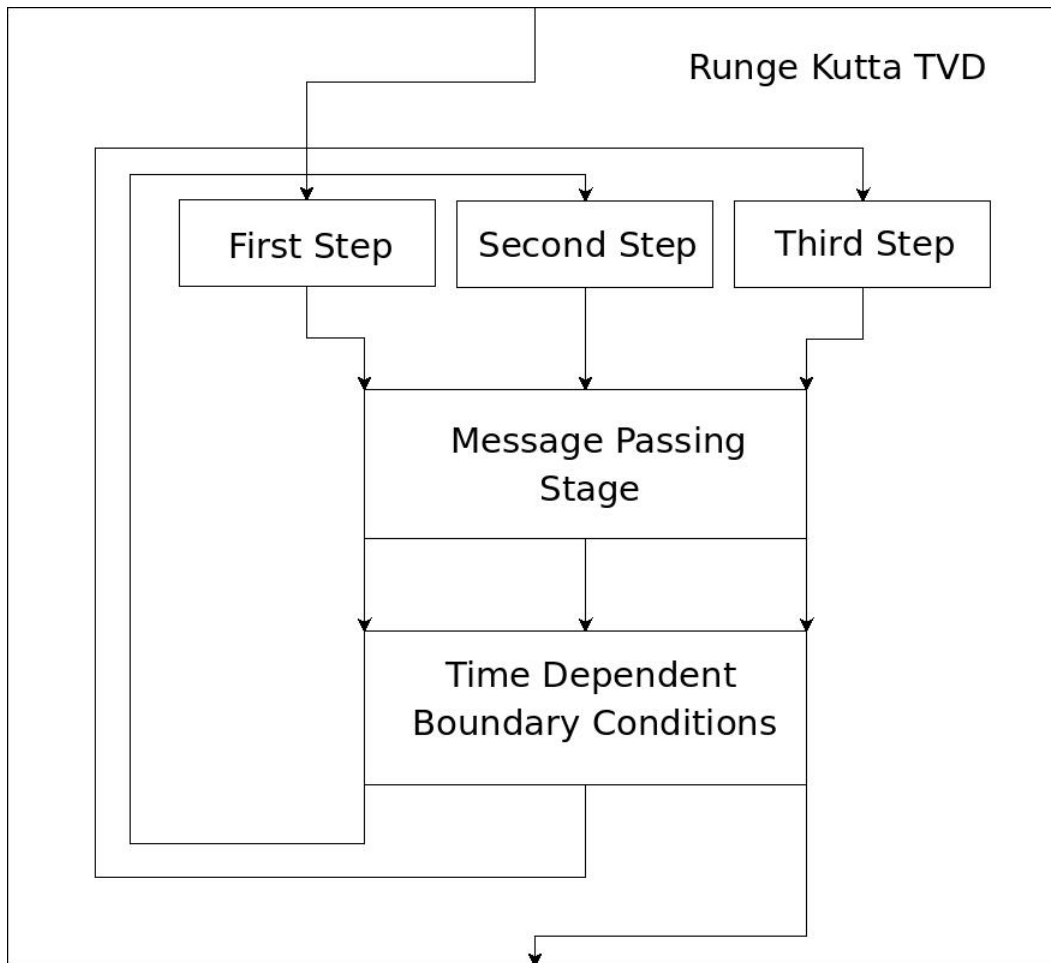 Runge Kutta TVD
First Step
Second Step
Third Step
Message Passing
Stage
Time Dependent
Boundary Conditions